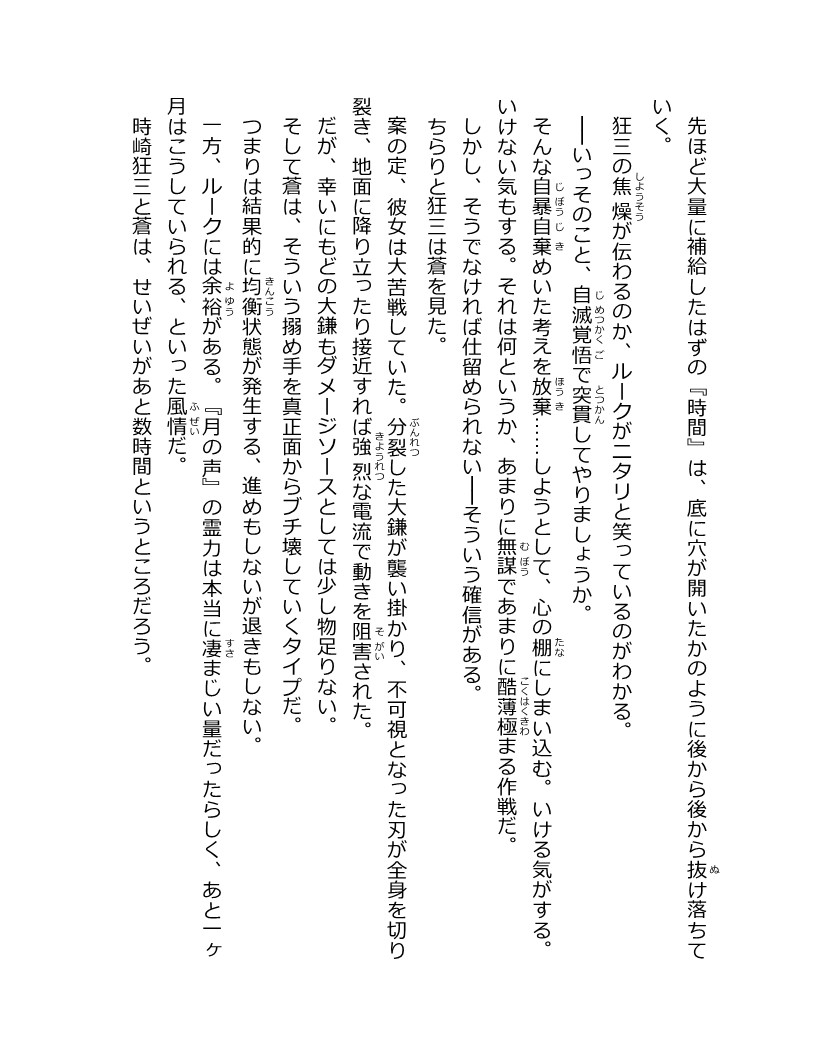 先ほど大量に補給したはずの『時間』は、底に穴が開いたかのように後から後から抜け落ちて
いく。
狂三の焦燥が伝わるのか、ルークがニタリと笑っているのがわかる。
──いっそのこと、自滅覚悟で突貫してやりましょうか。
そんな自暴自棄めいた考えを放棄……しようとして、心の棚にしまい込む。いける気がする。
いけない気もする。それは何というか、あまりに無謀であまりに酷薄極まる作戦だ。
しかし、そうでなければ仕留められない──そういう確信がある。
ちらりと狂三は蒼を見た。
案の定、彼女は大苦戦していた。分裂した大鎌が襲い掛かり、不可視となった刃が全身を切り
裂き、地面に降り立ったり接近すれば強烈な電流で動きを阻害された。
だが、幸いにもどの大鎌もダメージソースとしては少し物足りない。
そして蒼は、そういう搦め手を真正面からブチ壊していくタイプだ。
つまりは結果的に均衡状態が発生する、進めもしないが退きもしない。
一方、ルークには余裕がある。『月の声』の霊力は本当に凄まじい量だったらしく、あと一ヶ
月はこうしていられる、といった風情だ。
時崎狂三と蒼は、せいぜいがあと数時間というところだろう。